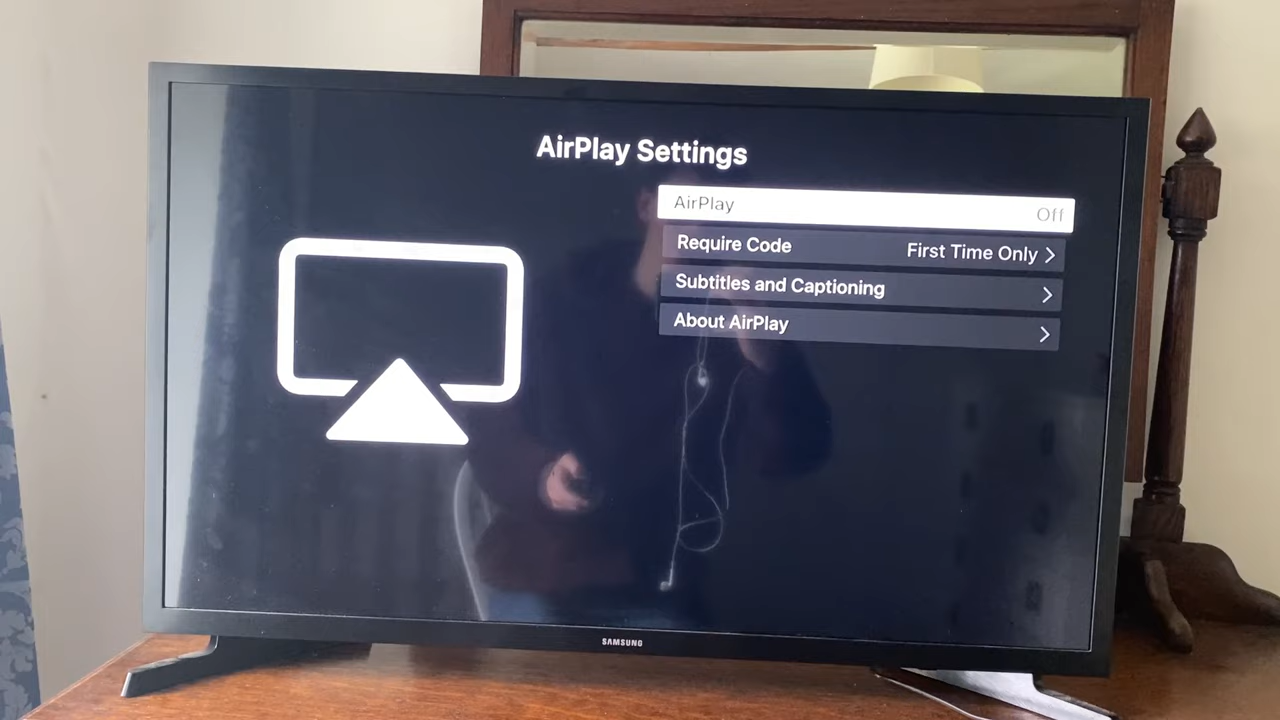 AirPlay Settings
AirPlay Off
Require Code First Time Only
Subtitles and Captioning
About AirPlay
SAMSUNG